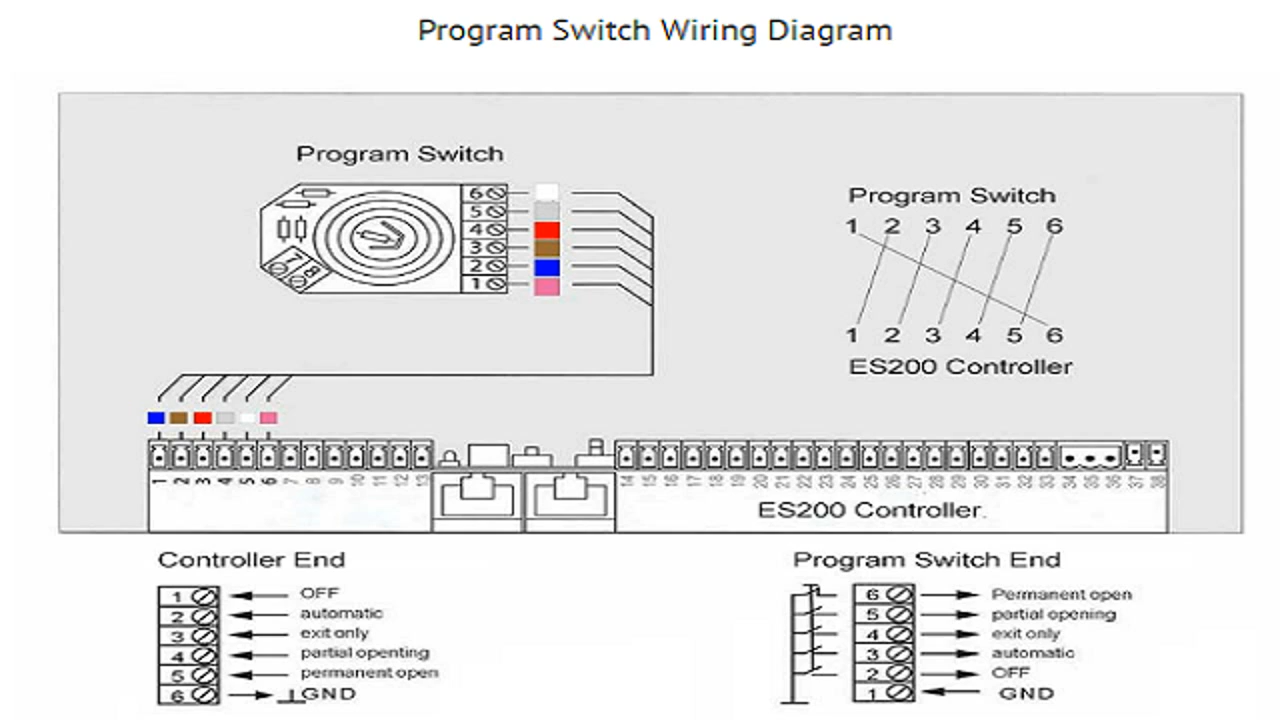 Program Switch Wiring Diagram
Program Switch
6
5
4
3
2
1
7
8
Program Switch
1 2 3 4 5 6
1 2 3 4 5 6
ES200 Controller
1 2 3 4 5 6 7 8 9 10 11 12 13 14 15 16 17 18 19 20 21 22 23 24 25 26 27 28 29 30 31 32 33 34 35 36 37 38
ES200 Controller.
Controller End
1 OFF
2 automatic
3 exit only
4 partial openting
5 permanent open
6 GND
Program Switch End
6 Permanent open
5 partial opening
4 exit only
3 automatic
2 OFF
1 GND